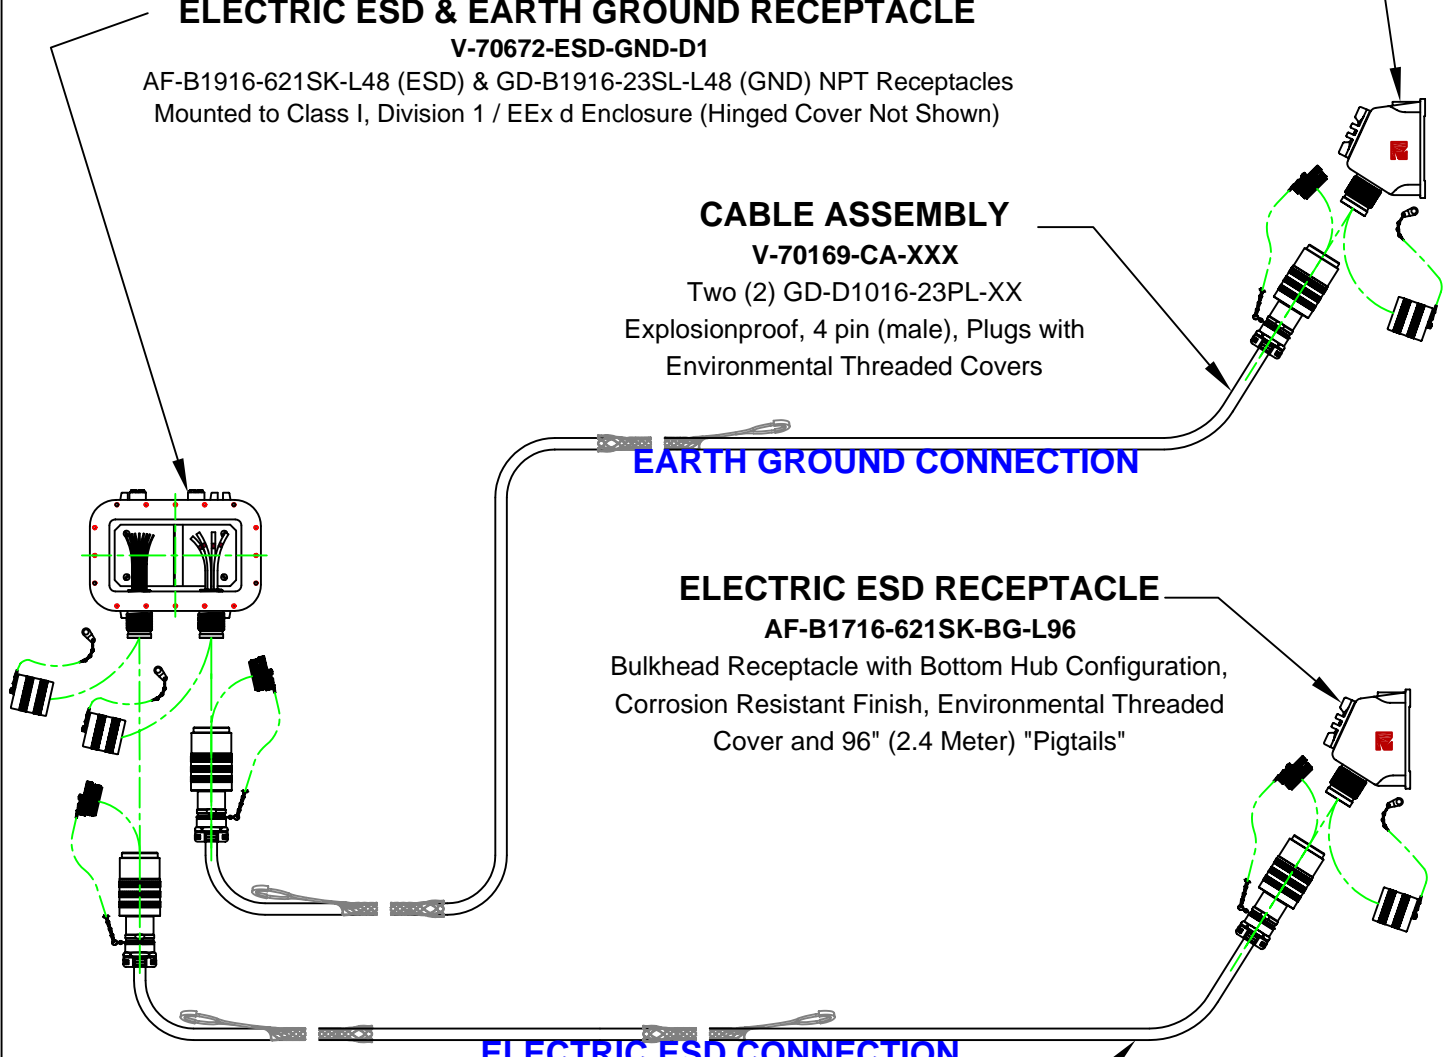 ELECTRIC ESD & EARTH GROUND RECEPTACLE
V-70672-ESD-GND-D1
AF-B1916-621SK-L48 (ESD) & GD-B1916-23SL-L48 (GND) NPT Receptacles
Mounted to Class I, Division 1 / EEx d Enclosure (Hinged Cover Not Shown)
CABLE ASSEMBLY
V-70169-CA-XXX
Two (2) GD-D1016-23PL-XX
Explosionproof, 4 pin (male), Plugs with
Environmental Threaded Covers
EARTH GROUND CONNECTION
ELECTRIC ESD RECEPTACLE
AF-B1716-621SK-BG-L96
Bulkhead Receptacle with Bottom Hub Configuration,
Corrosion Resistant Finish, Environmental Threaded
Cover and 96" (2.4 Meter) "Pigtails"
ELECTRIC ESD CONNECTION